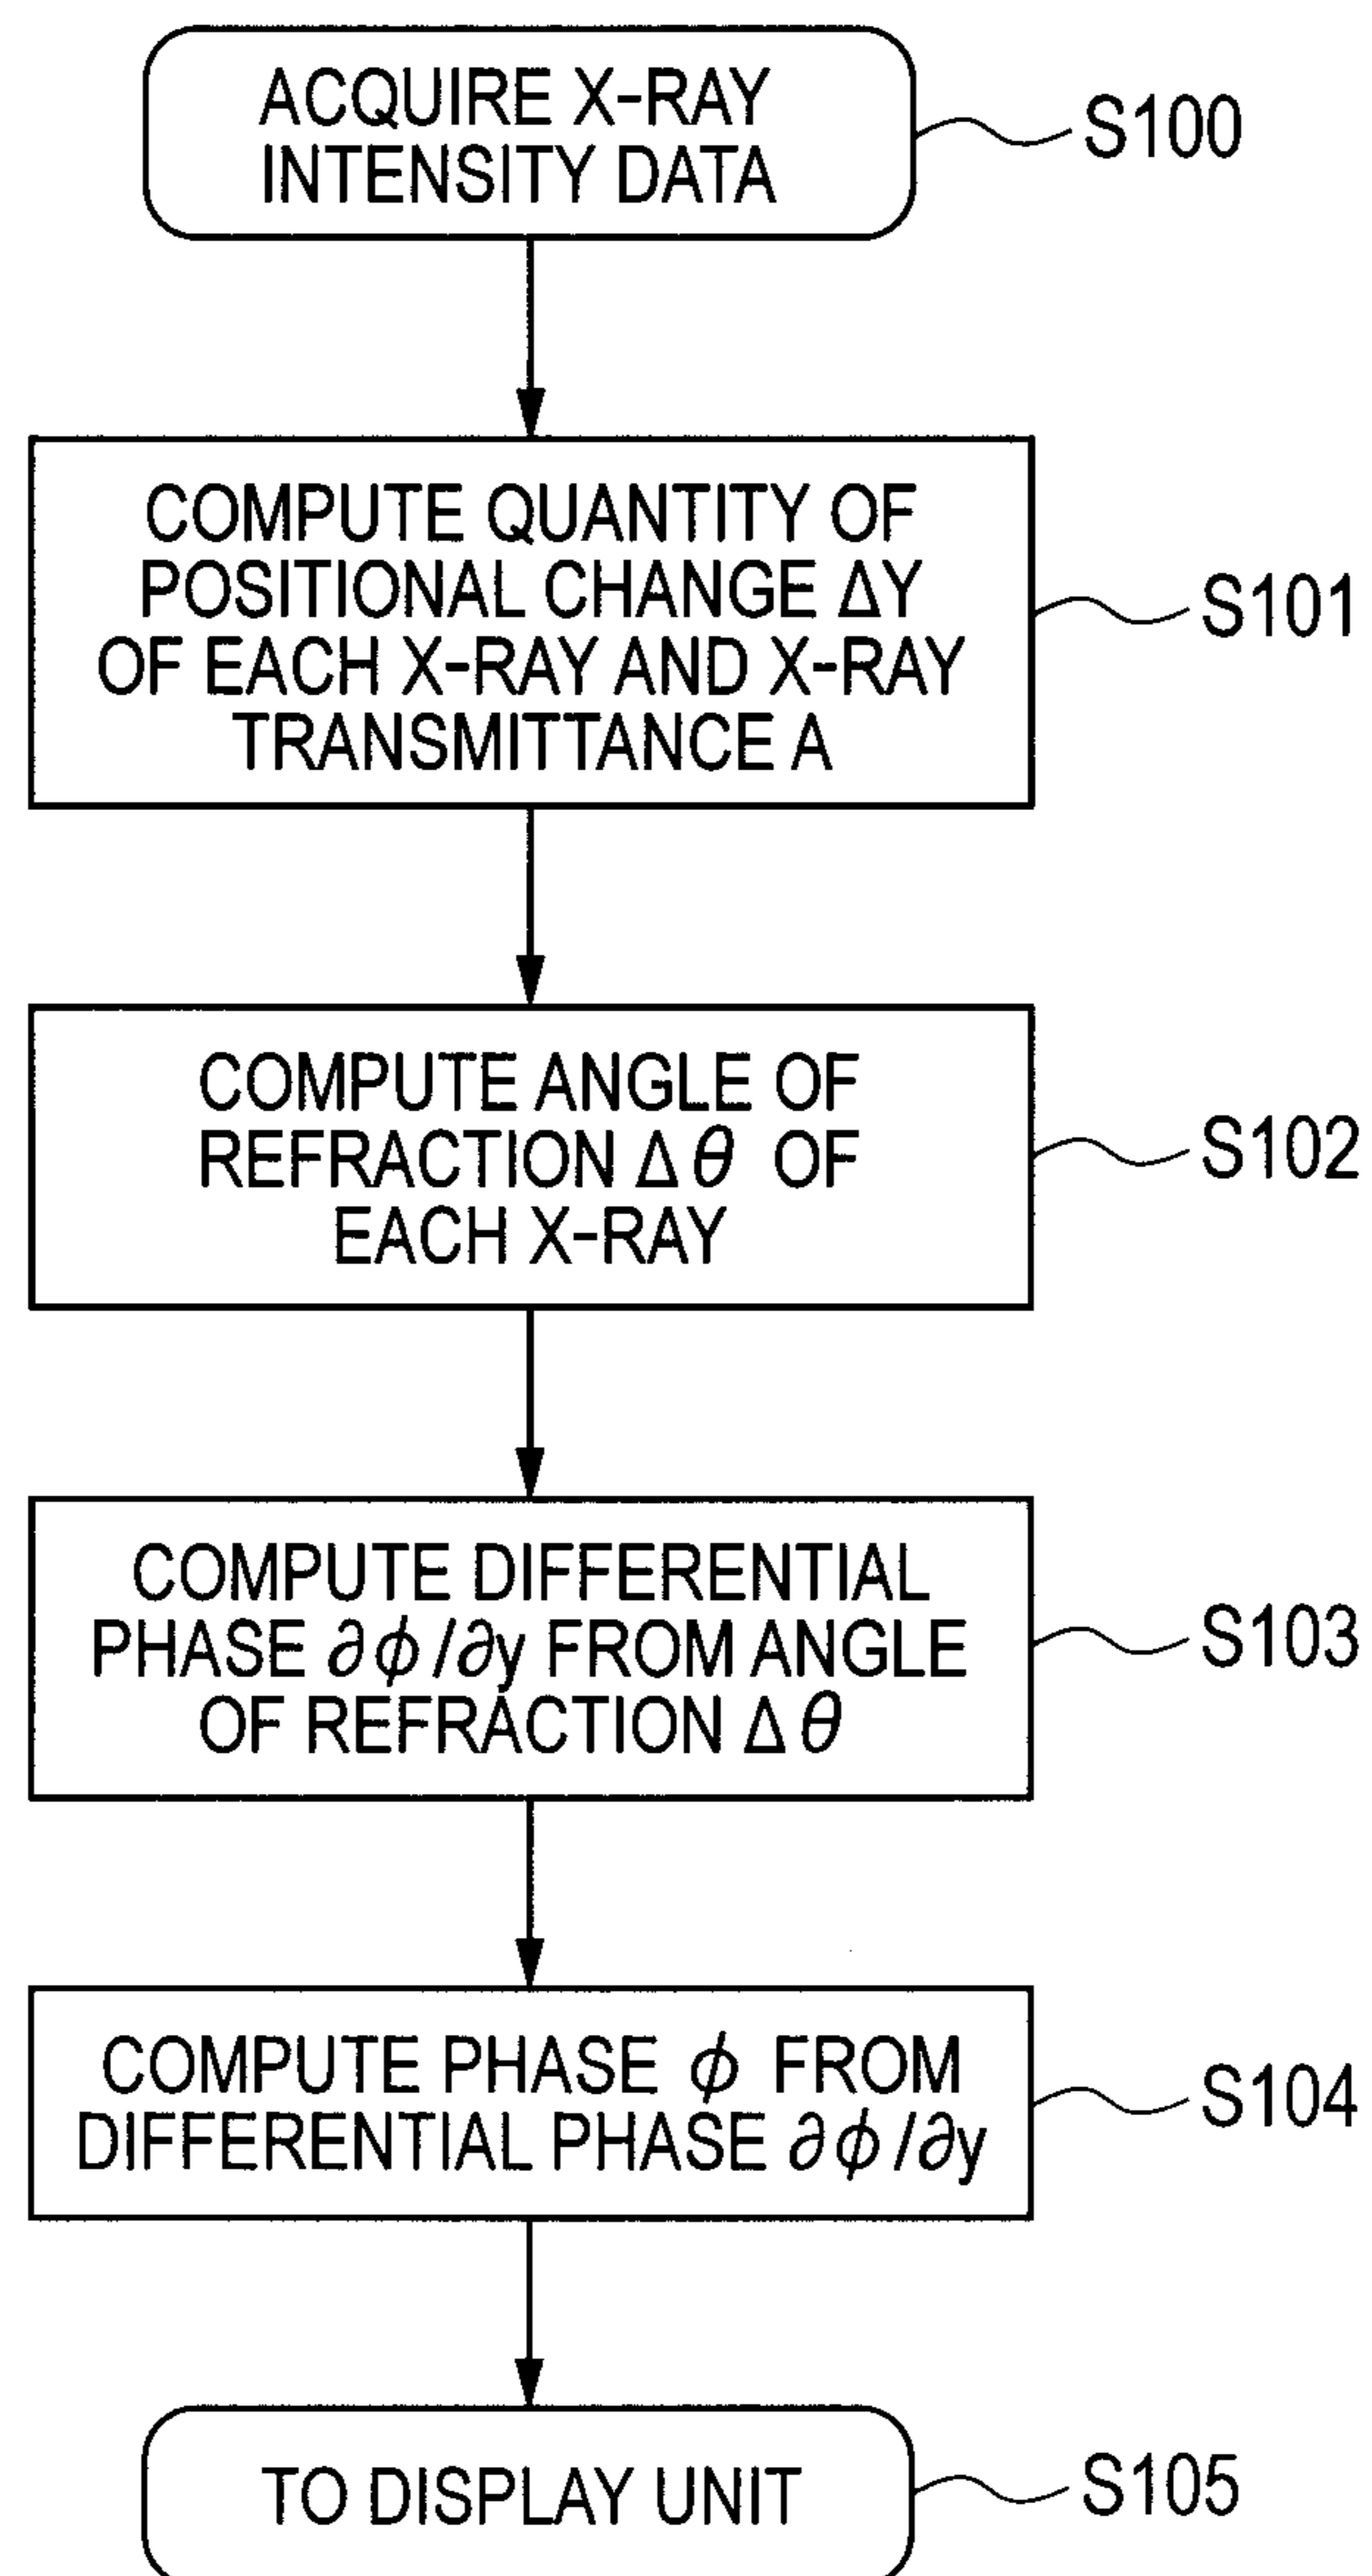 ACQUIRE X-RAY
INTENSITY DATA
S100
COMPUTE QUANTITY OF
POSITIONAL CHANGE ΔY
OF EACH X-RAY AND X-RAY
TRANSMITTANCE A
S101
COMPUTE ANGLE OF
REFRACTION Δθ OF
EACH X-RAY
S102
COMPUTE DIFFERENTIAL
PHASE ∂ϕ/∂y FROM ANGLE
OF REFRACTION Δθ
S103
COMPUTE PHASE ϕ FROM
DIFFERENTIAL PHASE ∂ϕ/∂y
S104
TO DISPLAY UNIT
S105